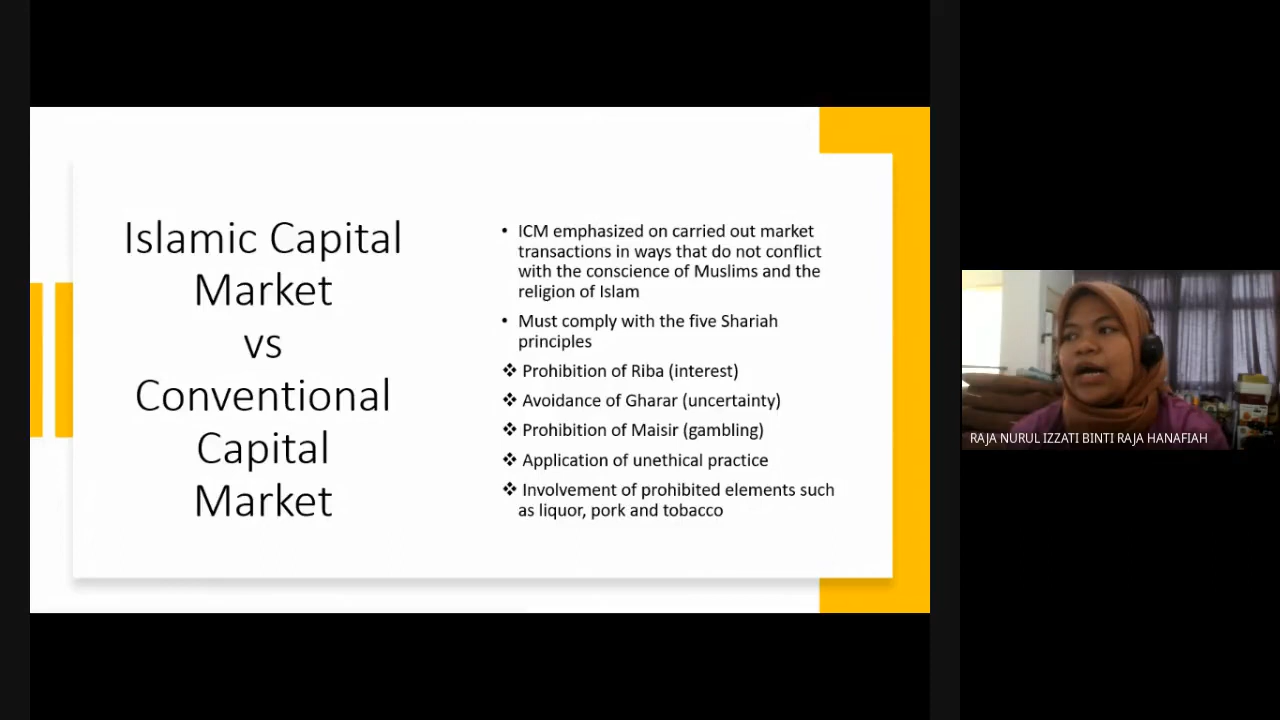 Islamic Capital
Market
vs
Conventional
Capital
Market
• ICM emphasized on carried out market
transactions in ways that do not conflict
with the conscience of Muslims and the
religion of Islam
• Must comply with the five Shariah
principles
❖ Prohibition of Riba (interest)
❖ Avoidance of Gharar (uncertainty)
❖ Prohibition of Maisir (gambling)
❖ Application of unethical practice
❖ Involvement of prohibited elements such
as liquor, pork and tobacco
RAJA NURUL IZZATI BINTI RAJA HANAFIAH